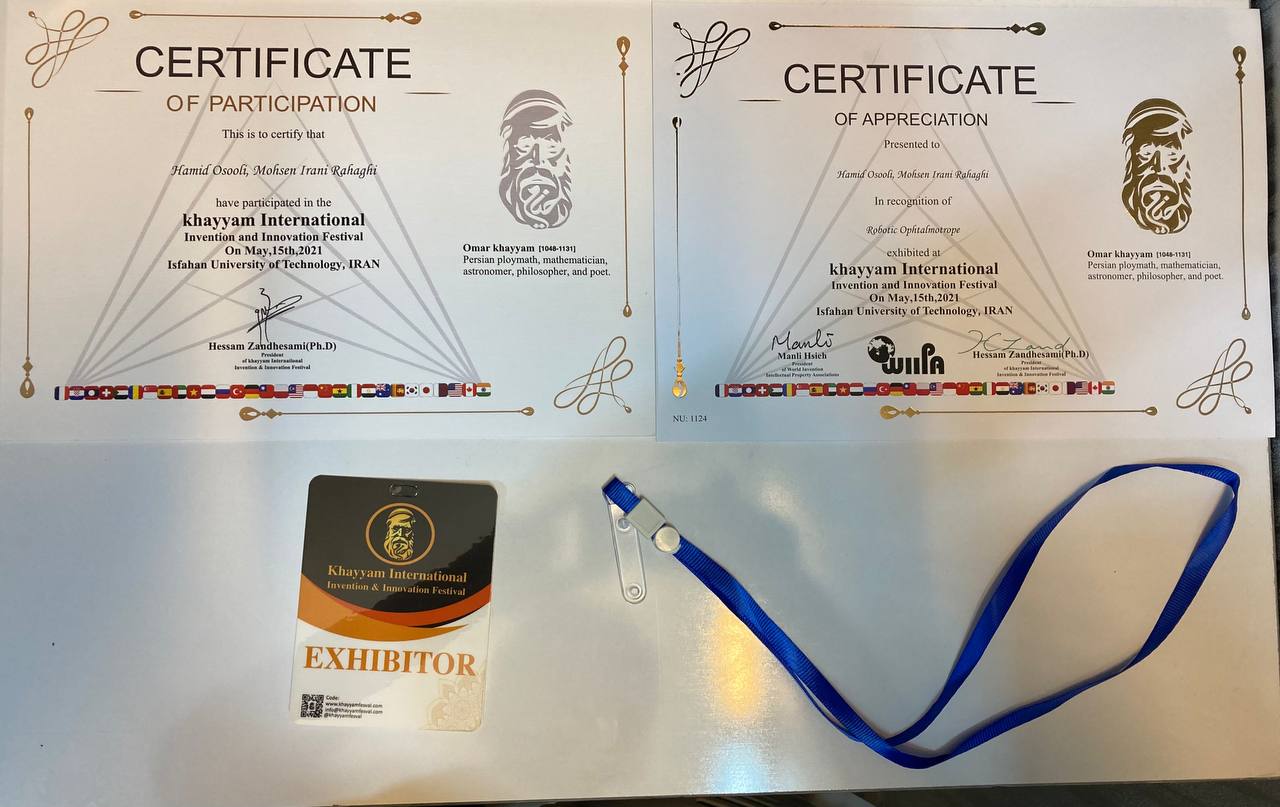 CERTIFICATE
OF PARTICIPATION
This is to certify that
Hamid Osooli, Mohsen Irani Rahaghi
have participated in the
khayyam International
Invention and Innovation Festival
On May,15th,2021
Isfahan University of Technology, IRAN
Hessam Zandhesami(Ph.D)
President
of khayyam International
Invention & Innovation Festival
Omar khayyam [1048-1131]
Persian ploymath, mathematician,
astronomer, philosopher, and poet.
CERTIFICATE
OF APPRECIATION
Presented to
Hamid Osooli, Mohsen Irani Rahaghi
In recognition of
Robotic Ophtalmotrope
exhibited at
khayyam International
Invention and Innovation Festival
On May,15th,2021
Isfahan University of Technology, IRAN
Manli
Manli Hsieh
President
of World Invention
Intellectual Property Associations
WIIPA
Hessam Zandhesami(Ph.D)
President
of khayyam International
Invention & Innovation Festival
Omar khayyam [1048-1131]
Persian ploymath, mathematician,
astronomer, philosopher, and poet.
NU: 1124
Khayyam International
Invention & Innovation Festival
EXHIBITOR
Code:
www.khayyamfesval.com
info@khayyamfesval.com
@khayyamfesval